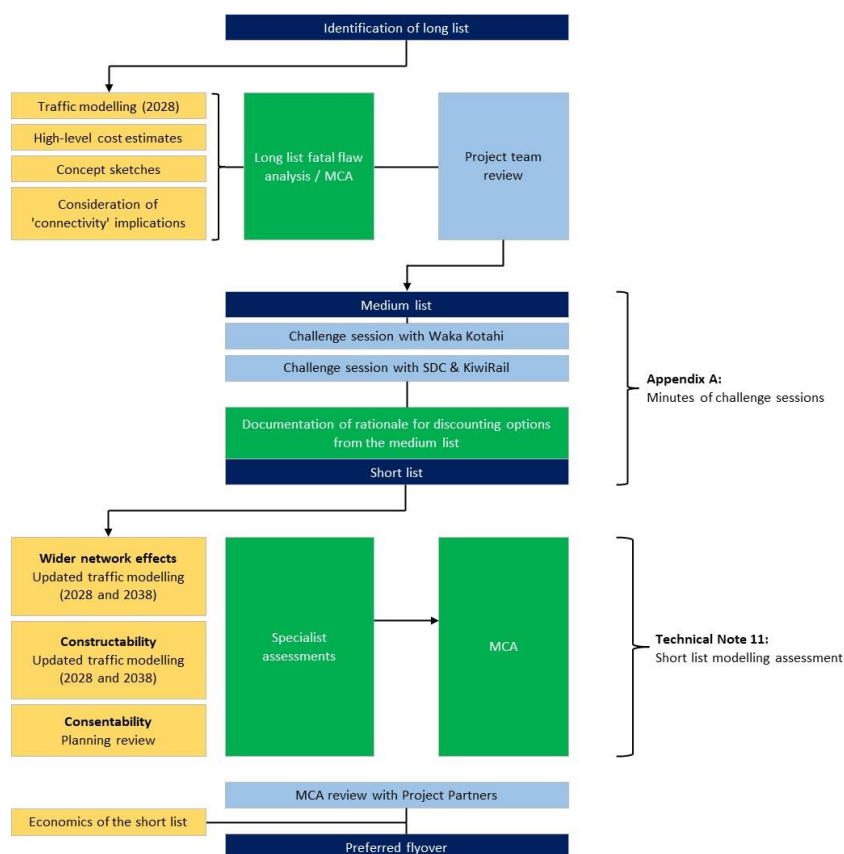 Identification of long list
Traffic modelling (2028)
High-level cost estimates
Concept sketches
Consideration of
'connectivity' implications
Long list fatal flaw
analysis / MCA
Project team
review
Medium list
Challenge session with Waka Kotahi
Challenge session with SDC & KiwiRail
Documentation of rationale for discounting options
from the medium list
Short list
Appendix A:
Minutes of challenge sessions
Wider network effects
Updated traffic modelling
(2028 and 2038)
Constructability
Updated traffic modelling
(2028 and 2038)
Consentability
Planning review
Specialist
assessments
MCA
Technical Note 11:
Short list modelling assessment
MCA review with Project Partners
Economics of the short list
Preferred flyover